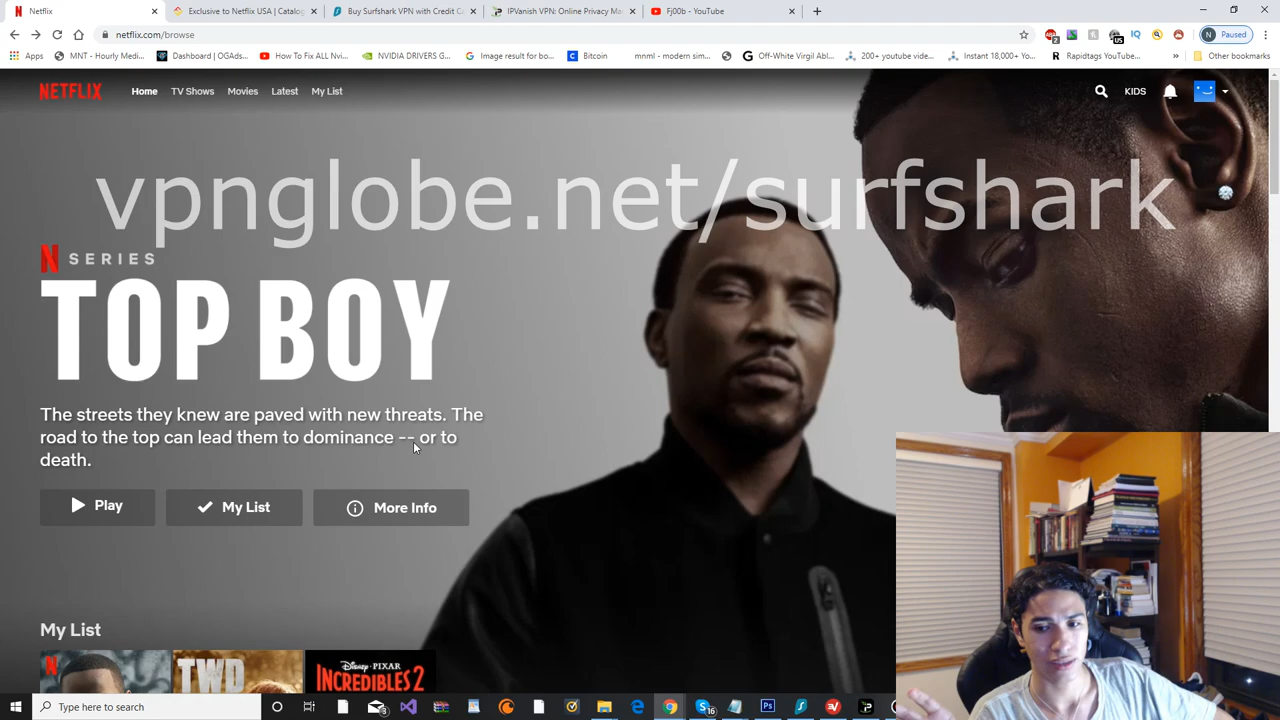 Netflix
Exclusive to Netflix USA | Catalog
Buy Surfshark VPN with Credit C
IPVanish VPN: Online Privacy Ma
Fj00b - YouTube
netflix.com/browse
Paused
Apps
MNT - Hourly Medi...
Dashboard | OGAds...
How To Fix ALL Nvi...
NVIDIA DRIVERS G...
Image result for bo...
Bitcoin
mnml - modern sim...
Off-White Virgil Abl...
200+ youtube vide...
Instant 18,000+ Yo...
Rapidtags YouTube...
Other bookmarks
NETFLIX
Home
TV Shows
Movies
Latest
My List
KIDS
vpnglobe.net/surfshark
N SERIES
TOP BOY
The streets they knew are paved with new threats. The
road to the top can lead them to dominance -- or to
death.
Play
My List
More Info
My List
TWD
Disney • PIXAR
INCREDIBLES 2
Type here to search